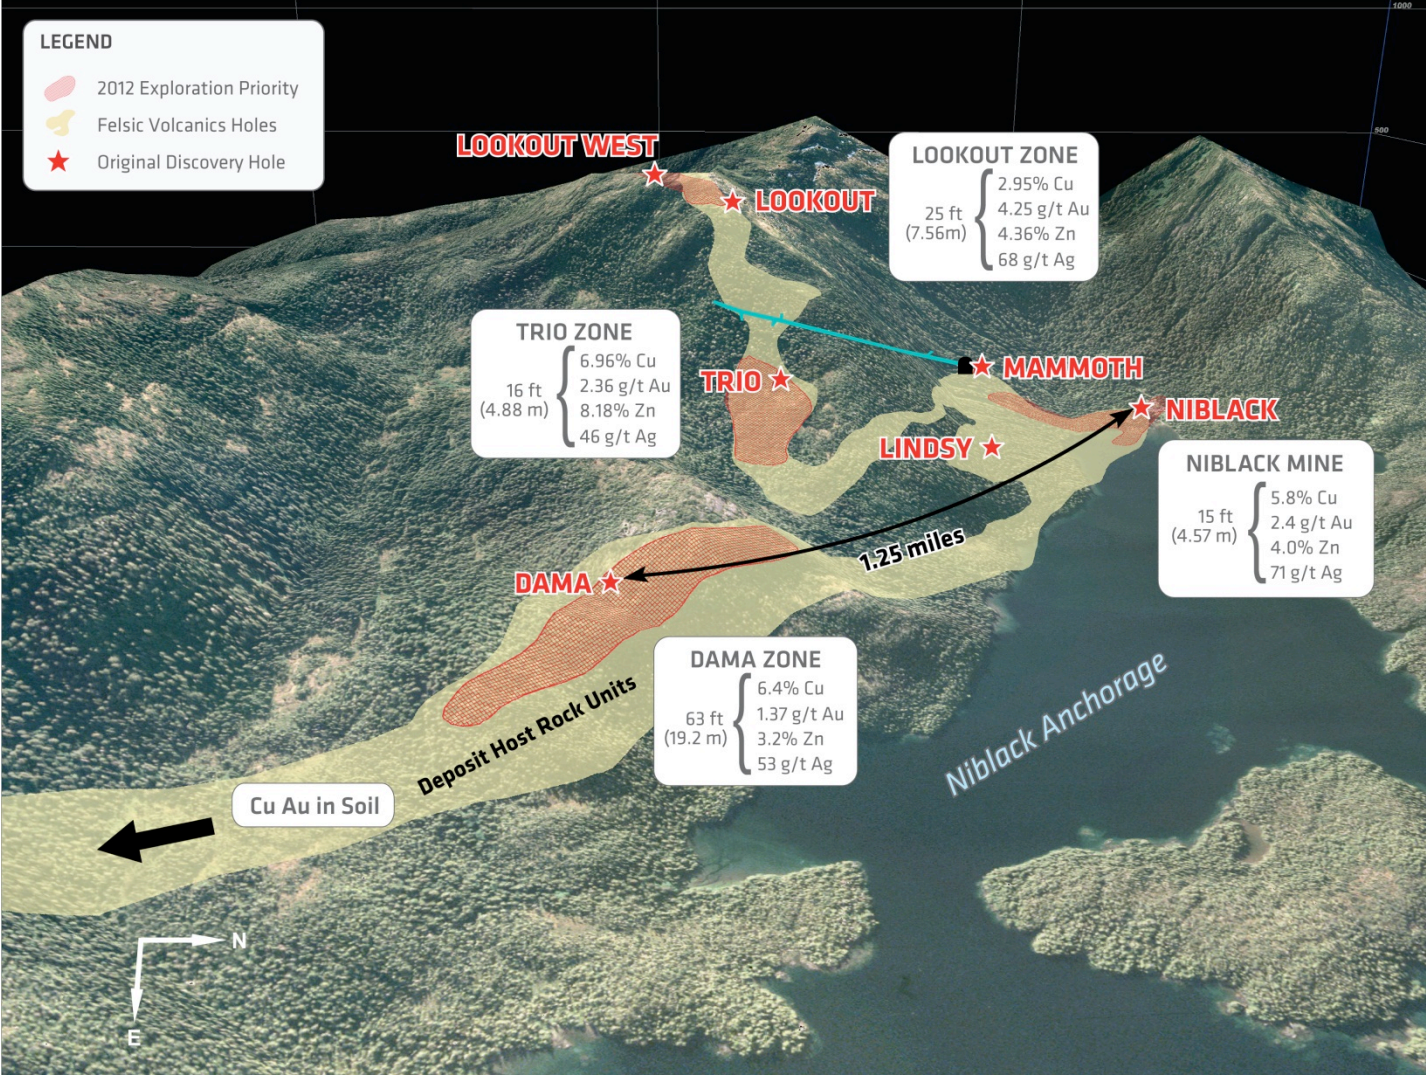 LEGEND
2012 Exploration Priority
Felsic Volcanics Holes
Original Discovery Hole
1000
500
LOOKOUT WEST
LOOKOUT
LOOKOUT ZONE
25 ft
(7.56m)
2.95% Cu
4.25 g/t Au
4.36% Zn
68 g/t Ag
TRIO ZONE
16 ft
(4.88 m)
6.96% Cu
2.36 g/t Au
8.18% Zn
46 g/t Ag
TRIO
MAMMOTH
NIBLACK
LINDSY
NIBLACK MINE
15 ft
(4.57 m)
5.8% Cu
2.4 g/t Au
4.0% Zn
71 g/t Ag
1.25 miles
DAMA
DAMA ZONE
63 ft
(19.2 m)
6.4% Cu
1.37 g/t Au
3.2% Zn
53 g/t Ag
Deposit Host Rock Units
Niblack Anchorage
Cu Au in Soil
N
E